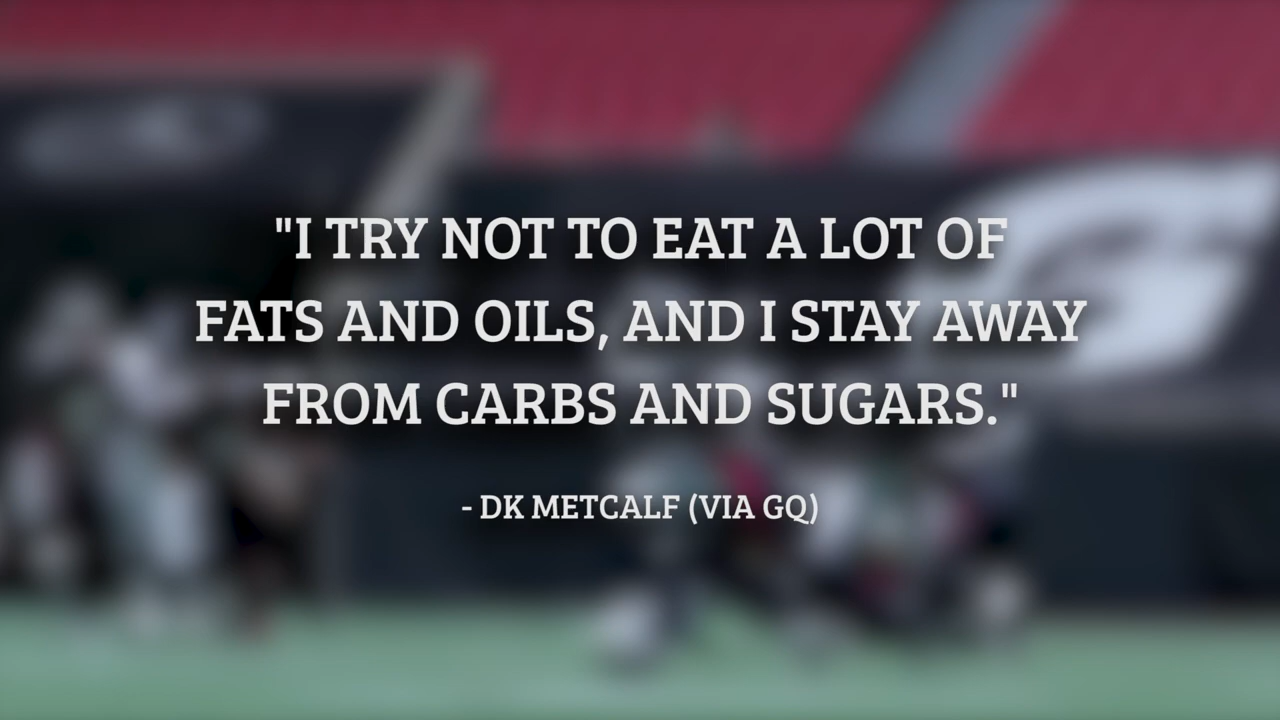 "I TRY NOT TO EAT A LOT OF
FATS AND OILS, AND I STAY AWAY
FROM CARBS AND SUGARS."
- DK METCALF (VIA GQ)